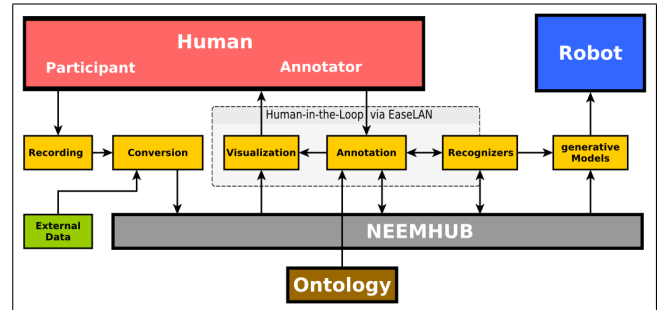 Human
Participant
Annotator
Robot
Human-in-the-Loop via EaseLAN
Recording
Conversion
Visualization
Annotation
Recognizers
generative
Models
External
Data
NEEMHUB
Ontology